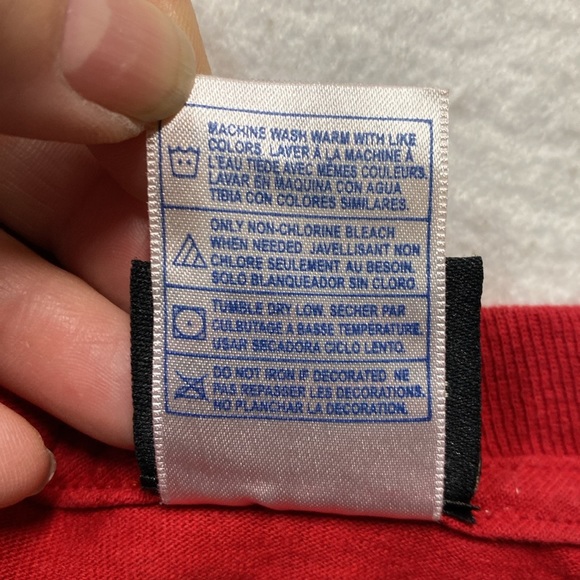 MACHINE WASH WARM WITH LIKE
COLORS. LAVER À LA MACHINE À
L'EAU TIEDE AVEC MÊMES COULEURS.
LAVAR EN MAQUINA CON AGUA
TIBIA CON COLORES SIMILARES.
ONLY NON-CHLORINE BLEACH
WHEN NEEDED JAVELLISANT NON
CHLORE SEULEMENT AU BESOIN.
SOLO BLANQUEADOR SIN CLORO
TUMBLE DRY LOW. SECHER PAR
CULBUTAGE A BASSE TEMPERATURE.
USAR SECADORA CICLO LENTO.
DO NOT IRON IF DECORATED NE
PAS REPASSER LES DECORATIONS.
NO PLANCHAR LA DECORATION.